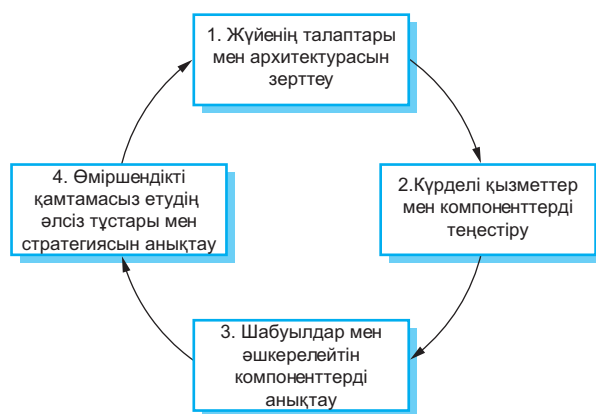 1. Жүйенің талаптары
мен архитектурасын
зерттеу
2.Күрделі қызметтер
мен компоненттерді
теңестіру
3. Шабуылдар мен
әшкерелейтін
компоненттерді
анықтау
4. Өміршендікті
қамтамасыз етудің
әлсіз тұстары мен
стратегиясын анықтау